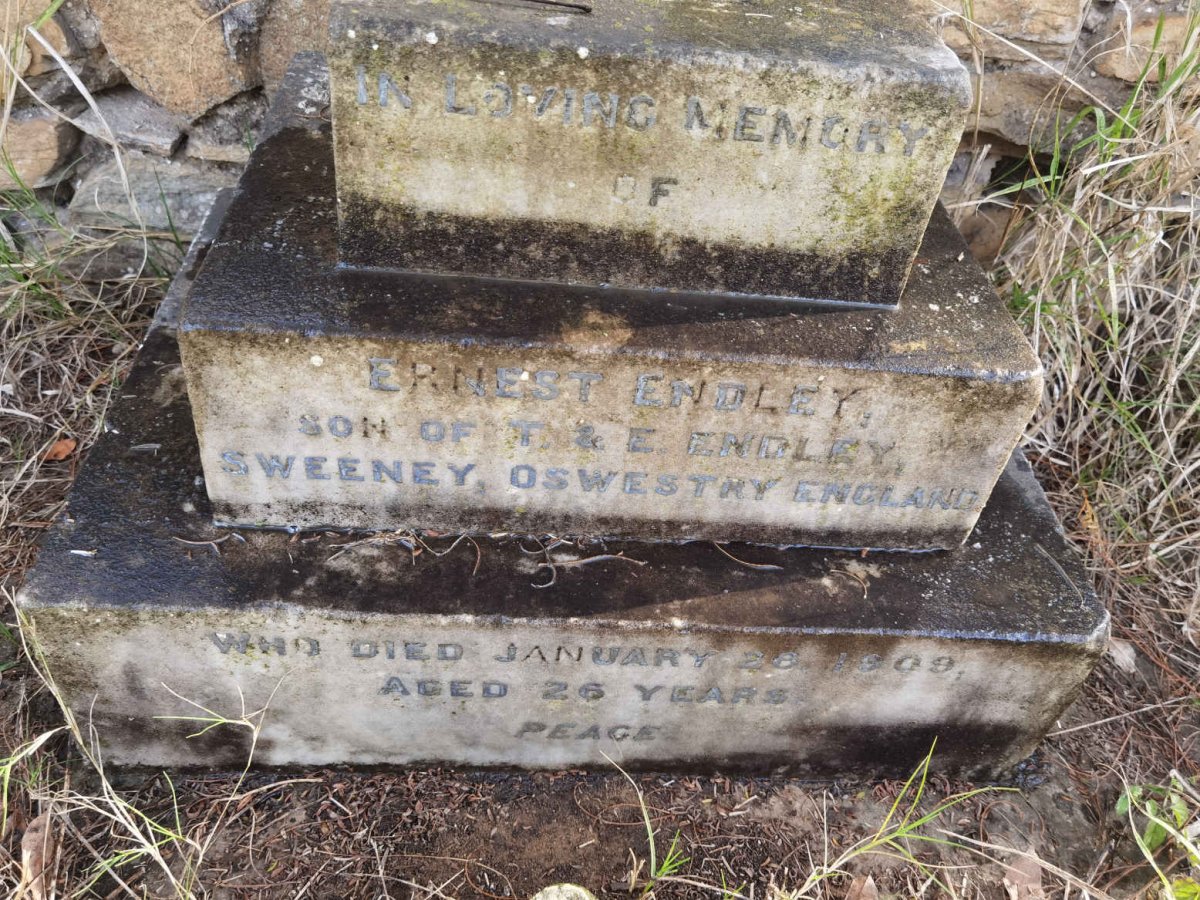 IN LOVING MEMORY
OF
ERNEST ENDLEY,
SON OF T. & E. ENDLEY,
SWEENEY, OSWESTRY ENGLAND
WHO DIED JANUARY 28 1909,
AGED 26 YEARS
PEACE